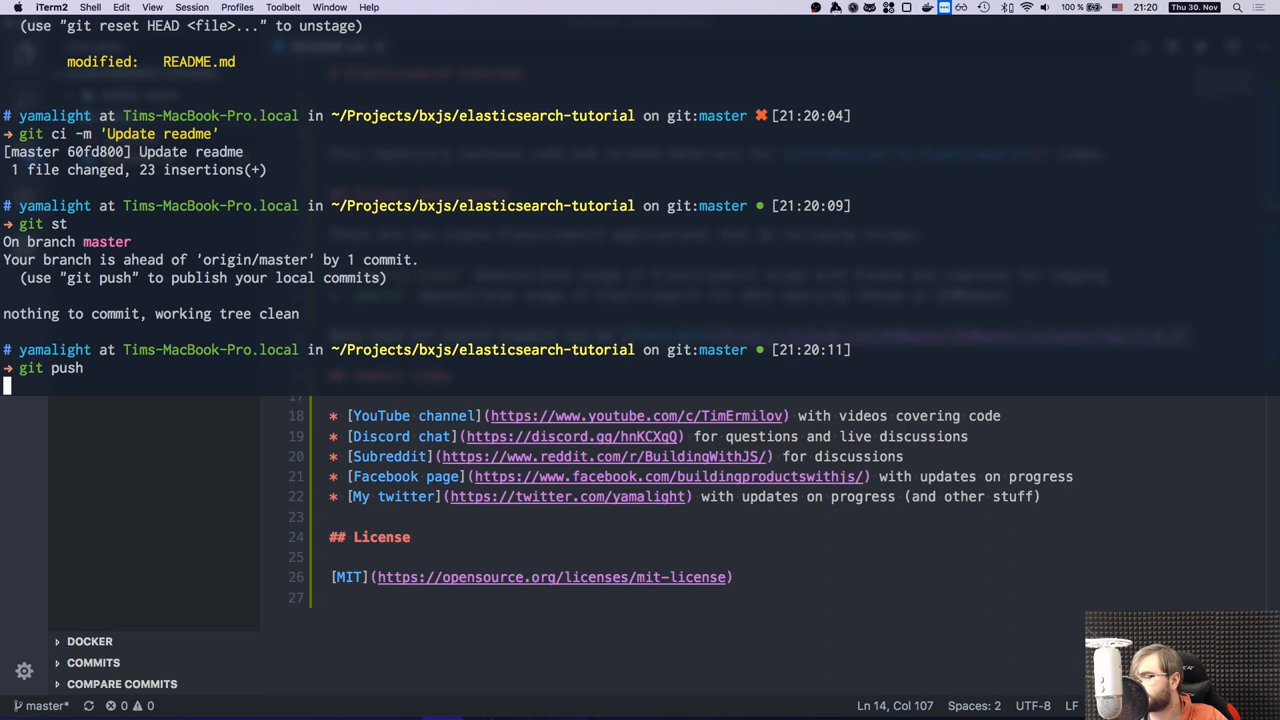 iTerm2 Shell Edit View Session Profiles Toolbelt Window Help 100 % 21:20 Thu 30. Nov
(use "git reset HEAD <file>..." to unstage)
modified: README.md
# yamalight at Tims-MacBook-Pro.local in ~/Projects/bxjs/elasticsearch-tutorial on git:master ✖ [21:20:04]
→ git ci -m 'Update readme'
[master 60fd800] Update readme
1 file changed, 23 insertions(+)
# yamalight at Tims-MacBook-Pro.local in ~/Projects/bxjs/elasticsearch-tutorial on git:master ● [21:20:09]
→ git st
On branch master
Your branch is ahead of 'origin/master' by 1 commit.
(use "git push" to publish your local commits)
nothing to commit, working tree clean
# yamalight at Tims-MacBook-Pro.local in ~/Projects/bxjs/elasticsearch-tutorial on git:master ● [21:20:11]
→ git push
17
18 * [YouTube channel](https://www.youtube.com/c/TimErmilov) with videos covering code
19 * [Discord chat](https://discord.gg/hnKCXqQ) for questions and live discussions
20 * [Subreddit](https://www.reddit.com/r/BuildingWithJS/) for discussions
21 * [Facebook page](https://www.facebook.com/buildingproductswithjs/) with updates on progress
22 * [My twitter](https://twitter.com/yamalight) with updates on progress (and other stuff)
23
24 ## License
25
26 [MIT](https://opensource.org/licenses/mit-license)
27
DOCKER
COMMITS
COMPARE COMMITS
master* 0 0 Ln 14, Col 107 Spaces: 2 UTF-8 LF